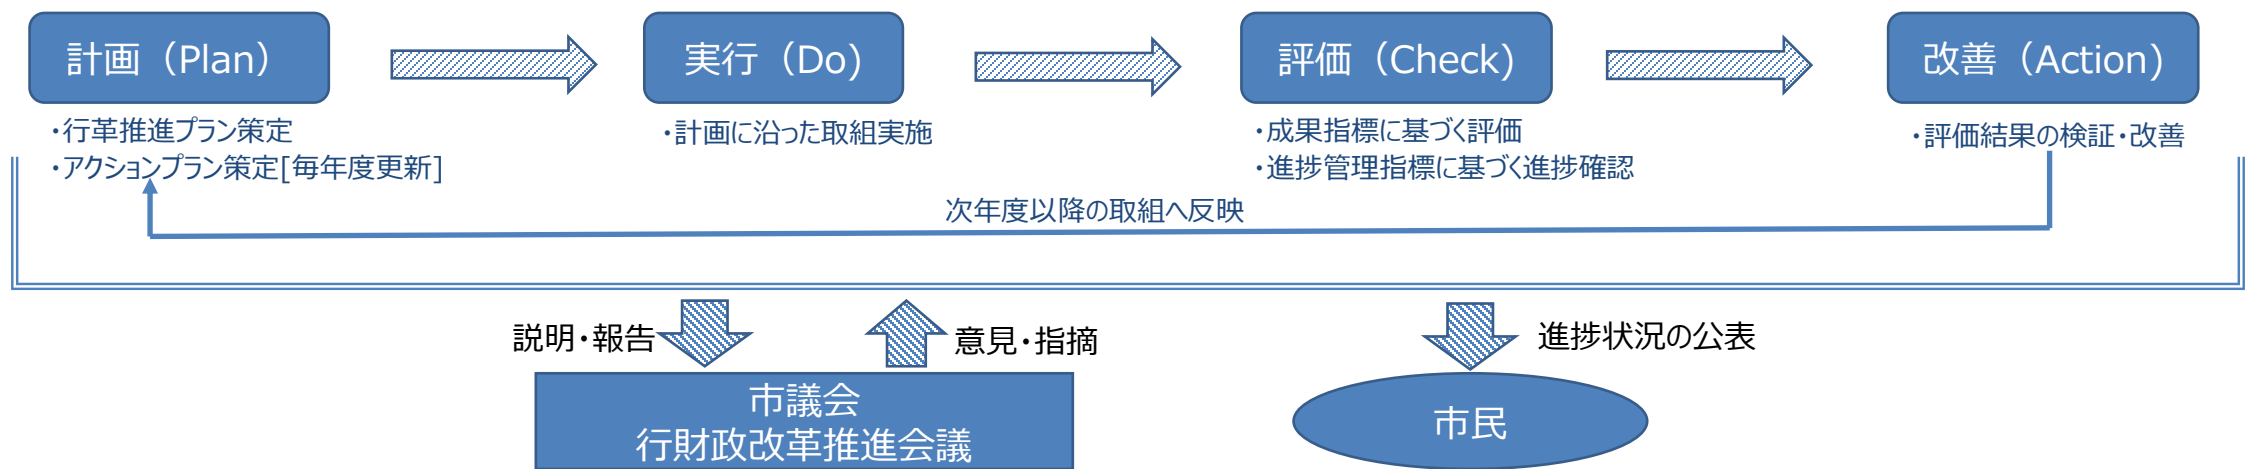 計画（Plan）
実行（Do)
評価（Check)
改善（Action)
・行革推進プラン策定
・アクションプラン策定[毎年度更新]
・計画に沿った取組実施
・成果指標に基づく評価
・進捗管理指標に基づく進捗確認
・評価結果の検証・改善
次年度以降の取組へ反映
説明・報告
意見・指摘
進捗状況の公表
市議会
行財政改革推進会議
市民